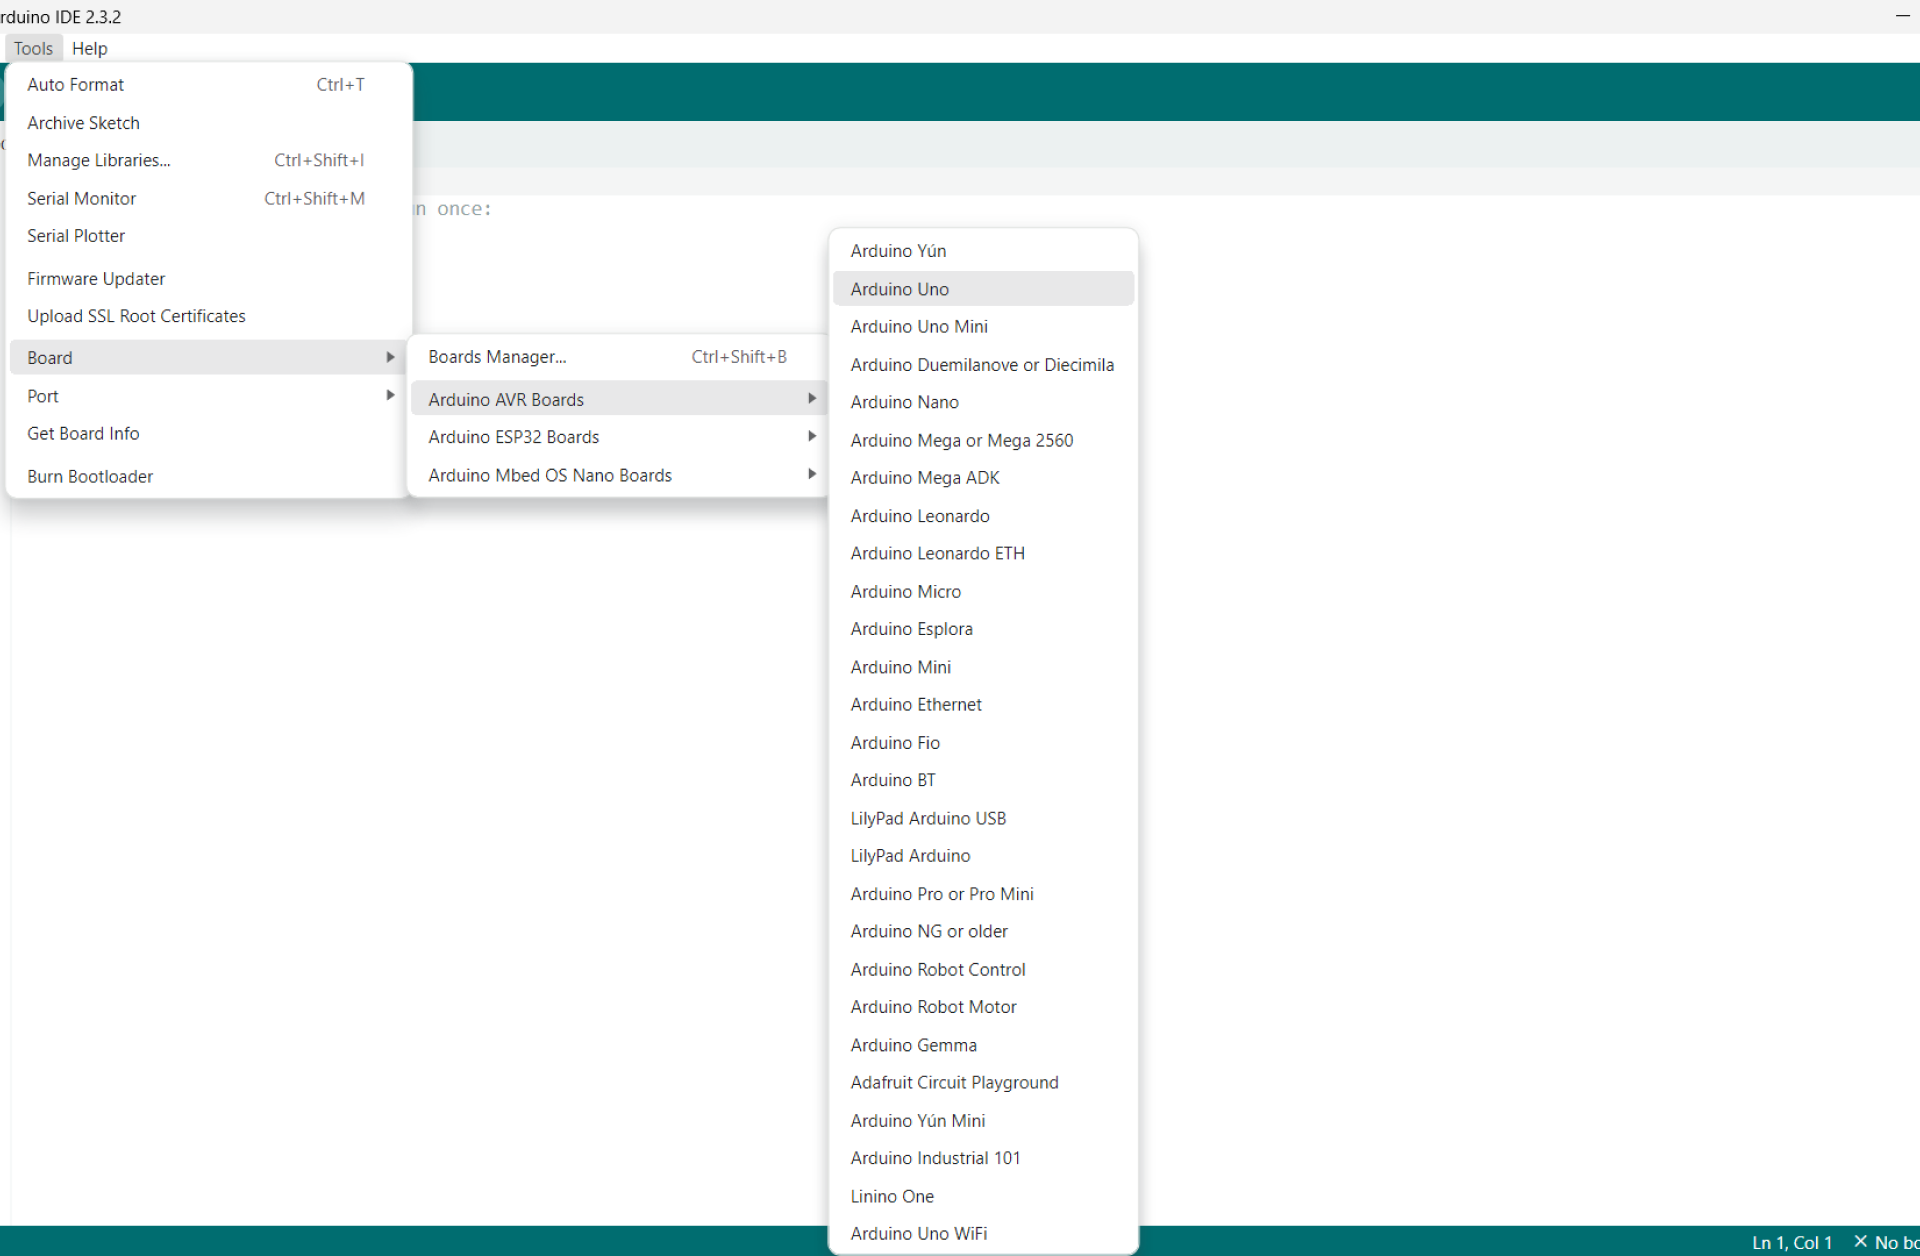 rduino IDE 2.3.2
Tools Help
Auto Format Ctrl+T
Archive Sketch
Manage Libraries... Ctrl+Shift+I
Serial Monitor Ctrl+Shift+M
Serial Plotter
Firmware Updater
Upload SSL Root Certificates
Board
Port
Get Board Info
Burn Bootloader
n once:
Boards Manager... Ctrl+Shift+B
Arduino AVR Boards
Arduino ESP32 Boards
Arduino Mbed OS Nano Boards
Arduino Yún
Arduino Uno
Arduino Uno Mini
Arduino Duemilanove or Diecimila
Arduino Nano
Arduino Mega or Mega 2560
Arduino Mega ADK
Arduino Leonardo
Arduino Leonardo ETH
Arduino Micro
Arduino Esplora
Arduino Mini
Arduino Ethernet
Arduino Fio
Arduino BT
LilyPad Arduino USB
LilyPad Arduino
Arduino Pro or Pro Mini
Arduino NG or older
Arduino Robot Control
Arduino Robot Motor
Arduino Gemma
Adafruit Circuit Playground
Arduino Yún Mini
Arduino Industrial 101
Linino One
Arduino Uno WiFi
Ln 1, Col 1 No bo